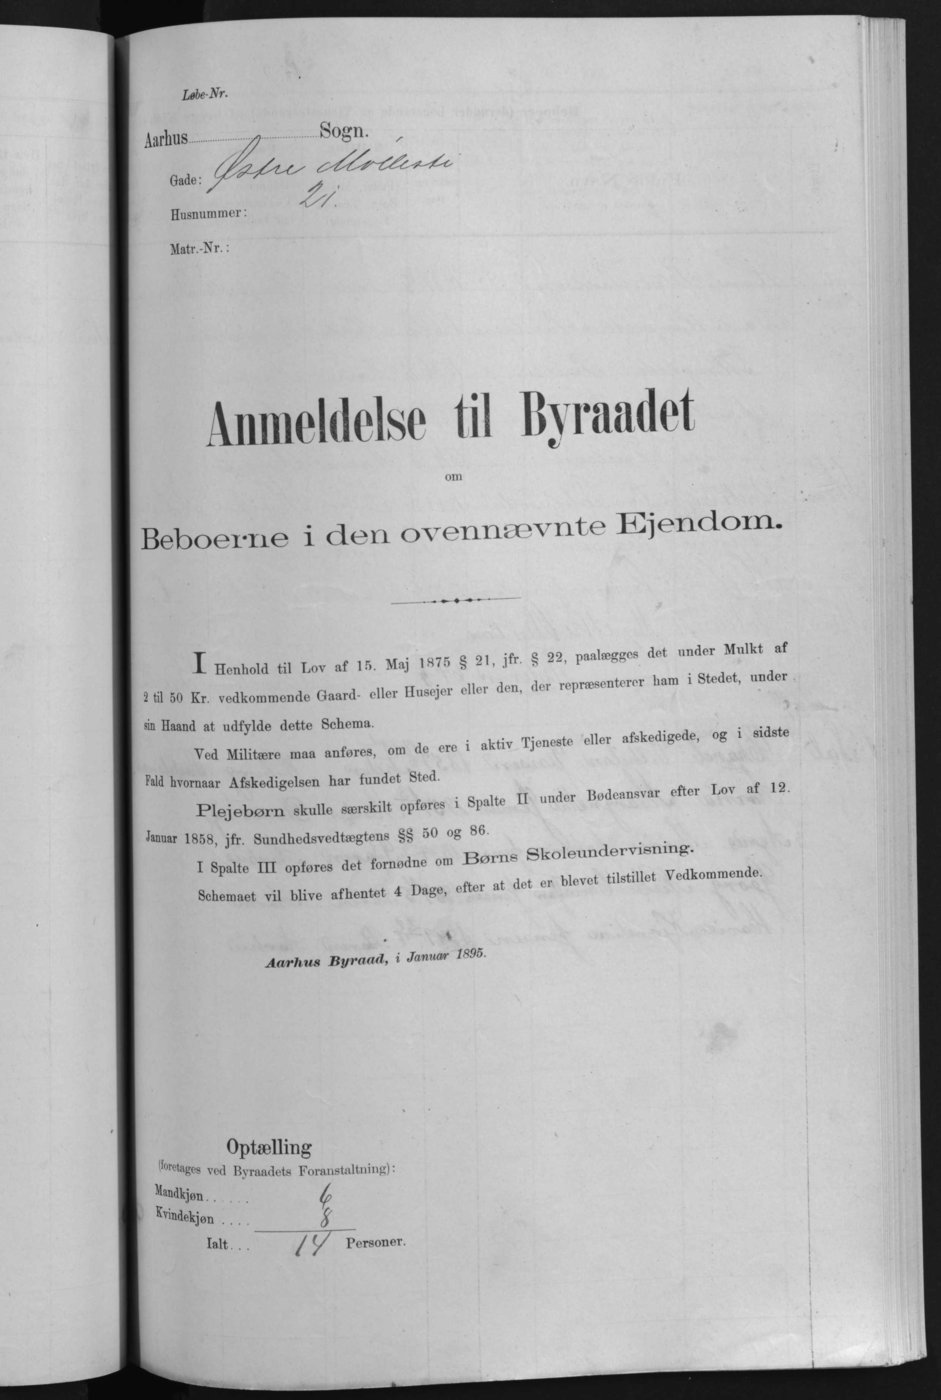 Løbe-Nr.
Aarhus Sogn.
Gade: Østre Møllesti
Husnummer: 21.
Matr.-Nr.:
Anmeldelse til Byraadet
om
Beboerne i den ovennævnte Ejendom.
I Henhold til Lov af 15. Maj 1875 § 21, jfr. § 22, paalægges det under Mulkt af
2 til 50 Kr. vedkommende Gaard- eller Husejer eller den, der repræsenterer ham i Stedet, under
sin Haand at udfylde dette Schema.
Ved Militære maa anføres, om de ere i aktiv Tjeneste eller afskedigede, og i sidste
Fald hvornaar Afskedigelsen har fundet Sted.
Plejebørn skulle særskilt opføres i Spalte II under Bødeansvar efter Lov af 12.
Januar 1858, jfr. Sundhedsvedtægtens §§ 50 og 86.
I Spalte III opføres det fornødne om Børns Skoleundervisning.
Schemaet vil blive afhentet 4 Dage, efter at det er blevet tilstillet Vedkommende.
Aarhus Byraad, i Januar 1895.
Optælling
(foretages ved Byraadets Foranstaltning):
Mandkjøn...... 6
Kvindekjøn .... 8
Ialt... 14 Personer.